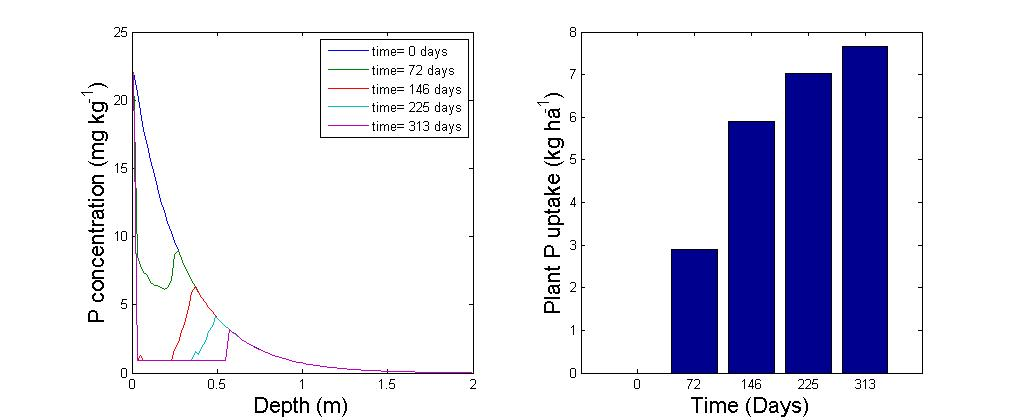 25
20
15
10
5
0
P concentration (mg kg-1)
time= 0 days
time= 72 days
time= 146 days
time= 225 days
time= 313 days
0 0.5 1 1.5 2
Depth (m)
8
7
6
5
4
3
2
1
0
Plant P uptake (kg ha-1)
0 72 146 225 313
Time (Days)